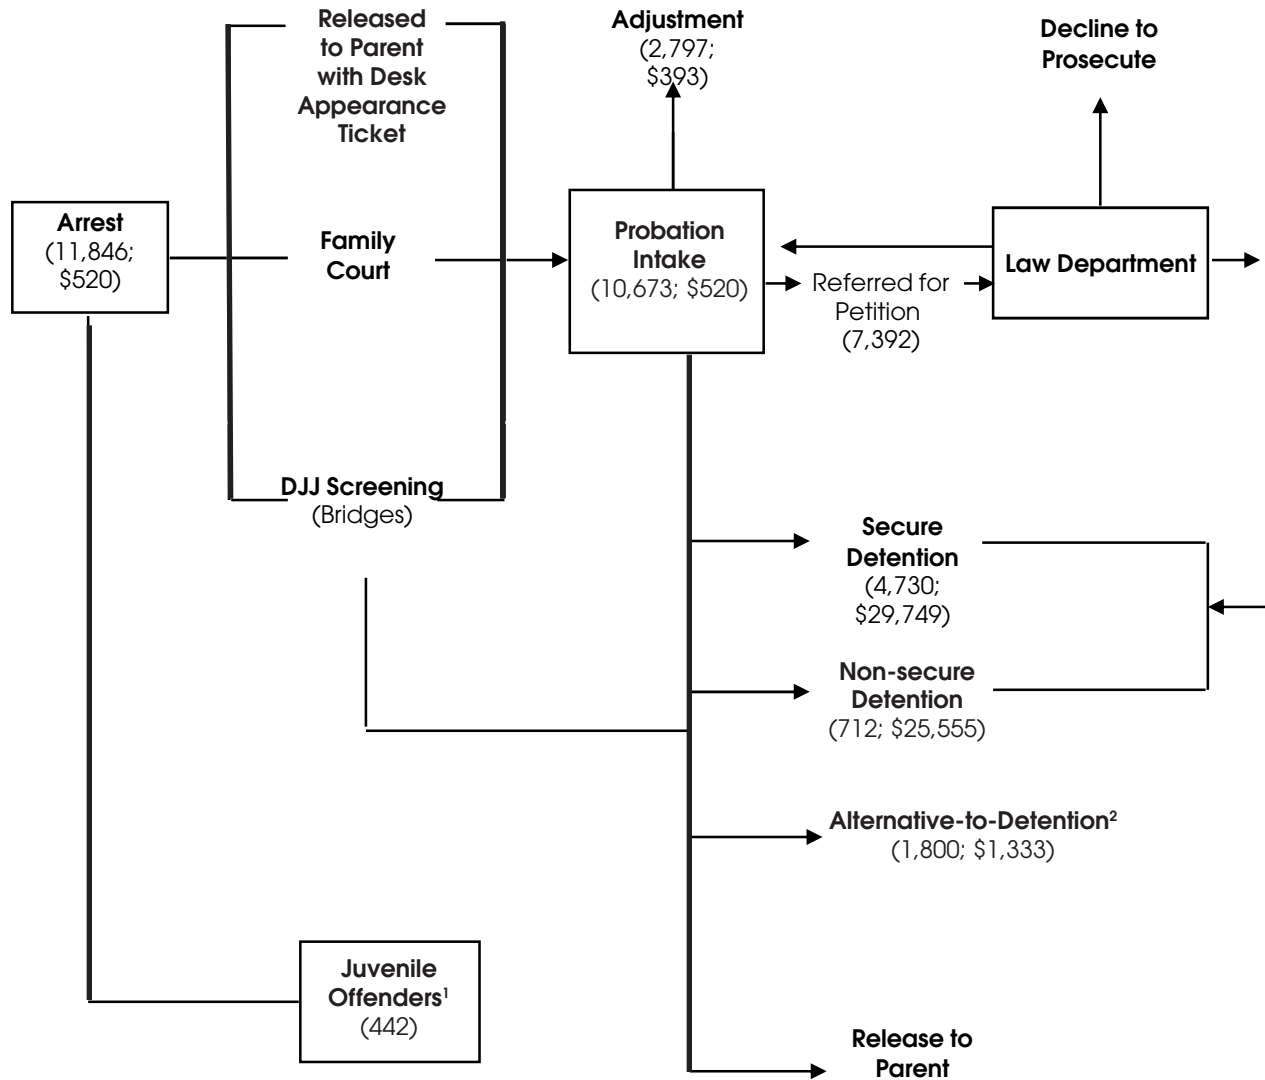 Released
to Parent
with Desk
Appearance
Ticket
Adjustment
(2,797;
$393)
Decline to
Prosecute
Arrest
(11,846;
$520)
Family
Court
Probation
Intake
(10,673; $520)
Referred for
Petition
(7,392)
Law Department
DJJ Screening
(Bridges)
Secure
Detention
(4,730;
$29,749)
Non-secure
Detention
(712; $25,555)
Alternative-to-Detention²
(1,800; $1,333)
Juvenile
Offenders¹
(442)
Release to
Parent